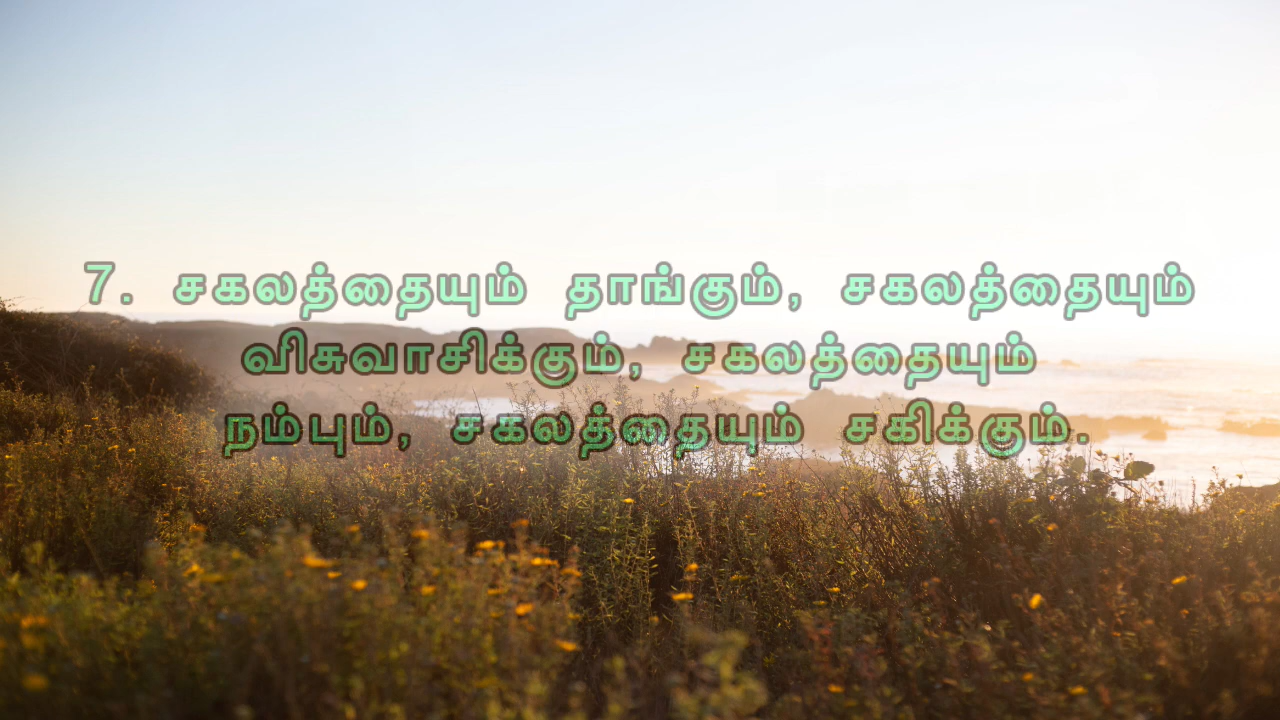 7. சகலத்தையும் தாங்கும், சகலத்தையும்
விசுவாசிக்கும், சகலத்தையும்
நம்பும், சகலத்தையும் சகிக்கும்.